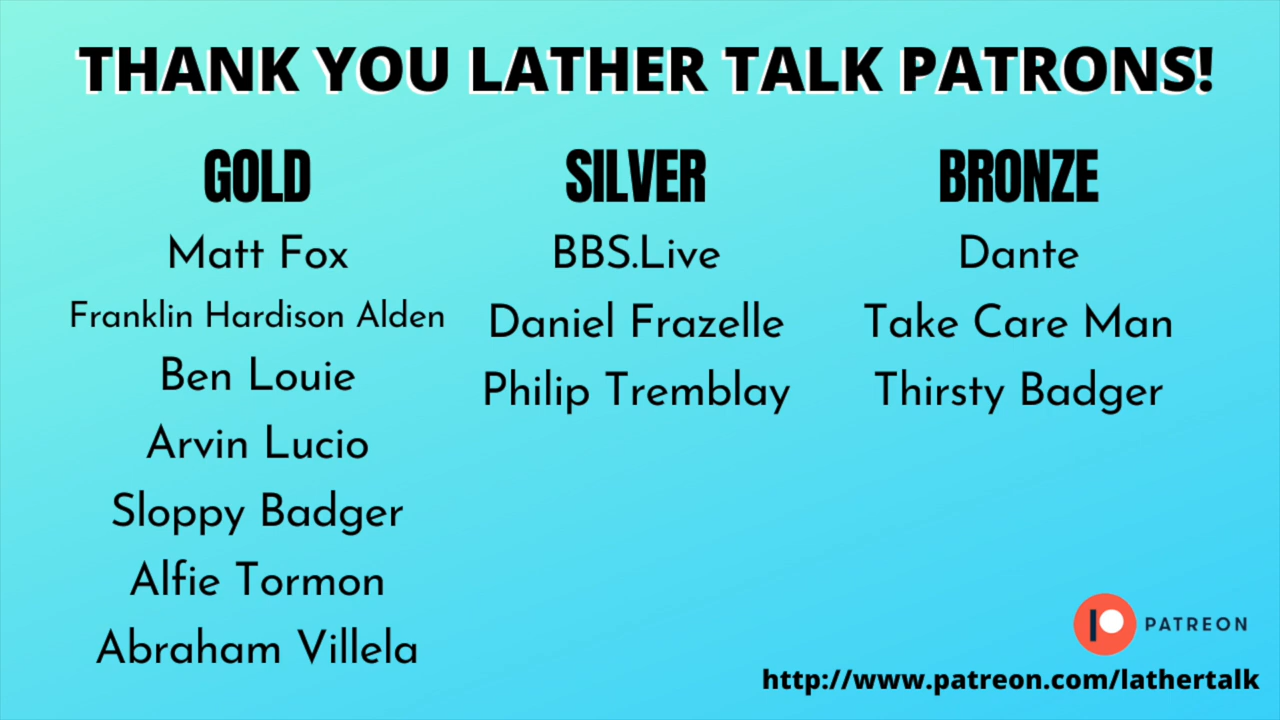 THANK YOU LATHER TALK PATRONS!
GOLD
Matt Fox
Franklin Hardison Alden
Ben Louie
Arvin Lucio
Sloppy Badger
Alfie Tormon
Abraham Villela
SILVER
BBS.Live
Daniel Frazelle
Philip Tremblay
BRONZE
Dante
Take Care Man
Thirsty Badger
PATREON
http://www.patreon.com/lathertalk